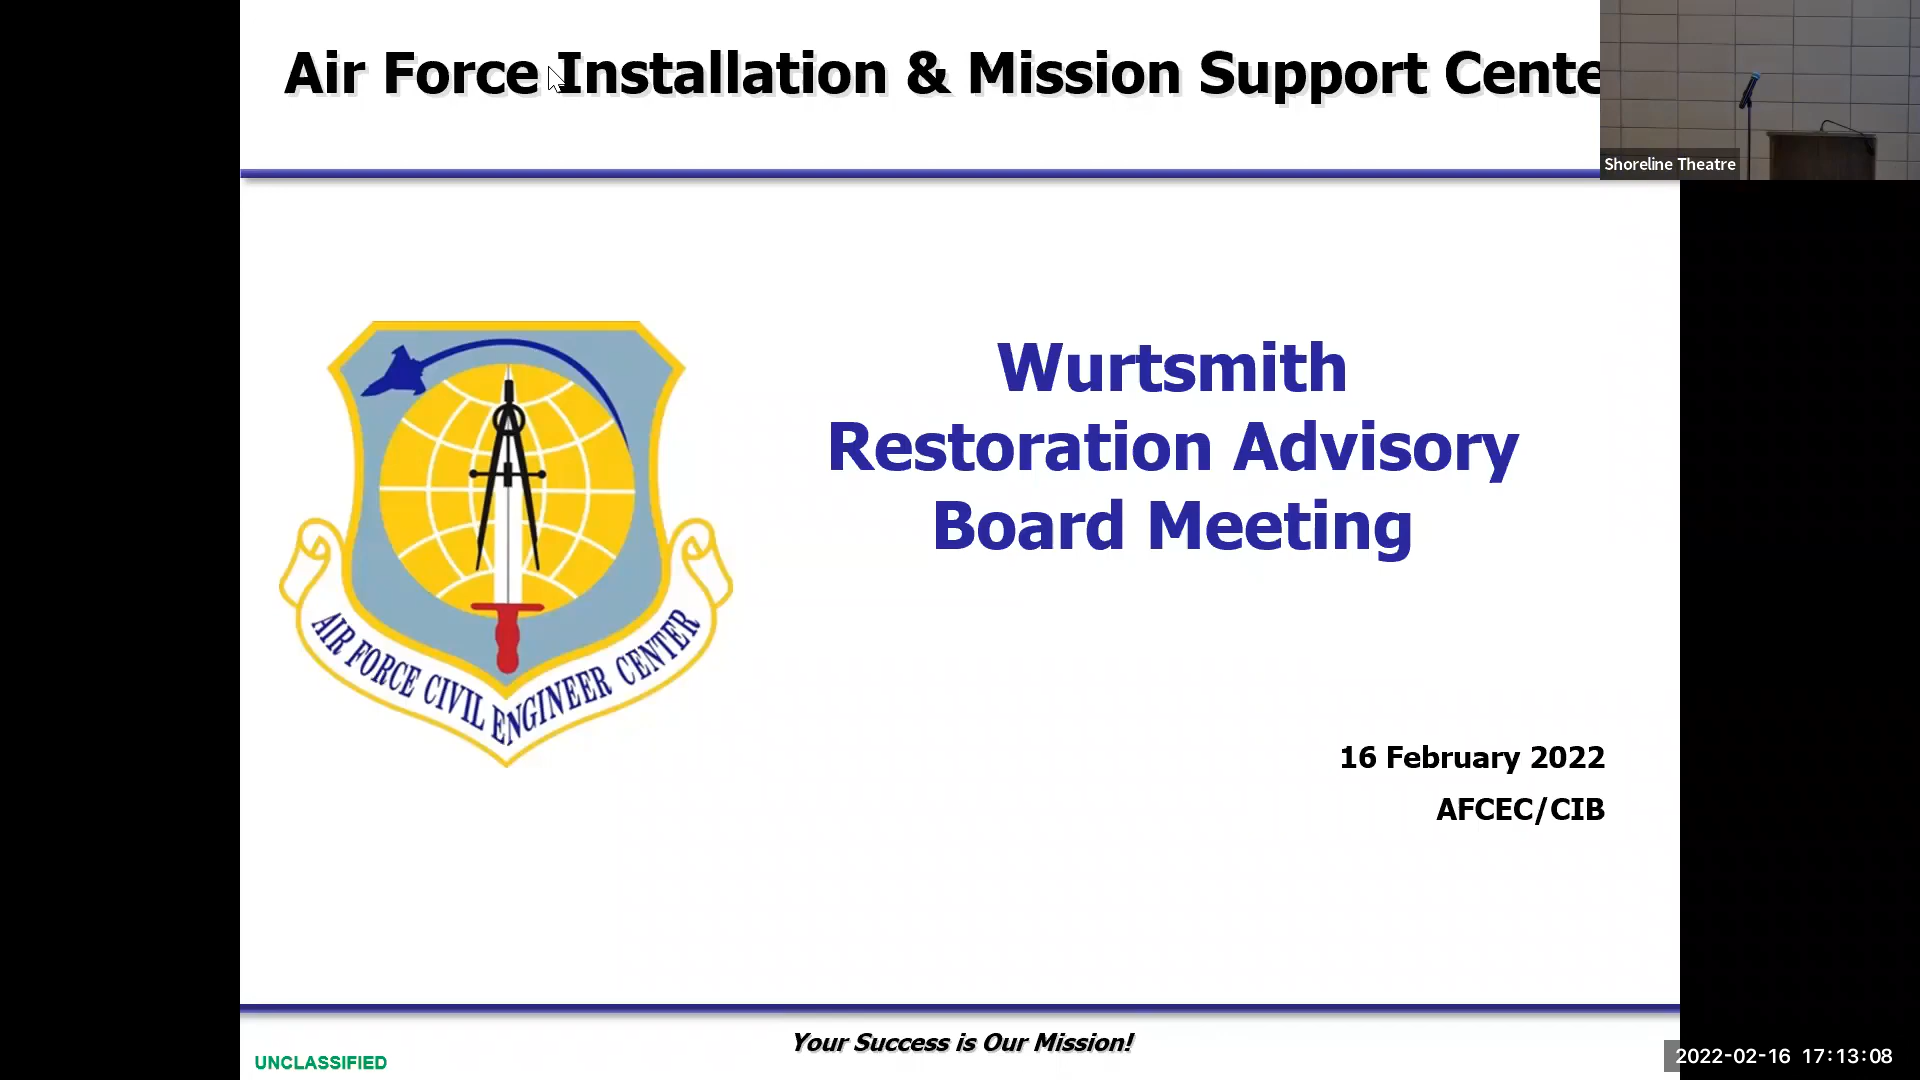 Air Force Installation & Mission Support Cente
Shoreline Theatre
Wurtsmith
Restoration Advisory
Board Meeting
AIR FORCE CIVIL ENGINEER CENTER
16 February 2022
AFCEC/CIB
Your Success is Our Mission!
UNCLASSIFIED
2022-02-16 17:13:08